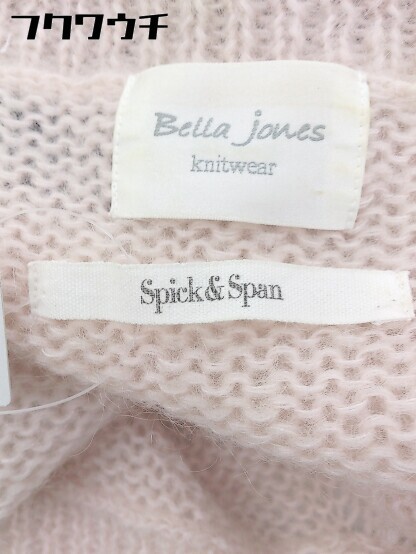 フクワウチ
Bella jones
knitwear
Spick & Span